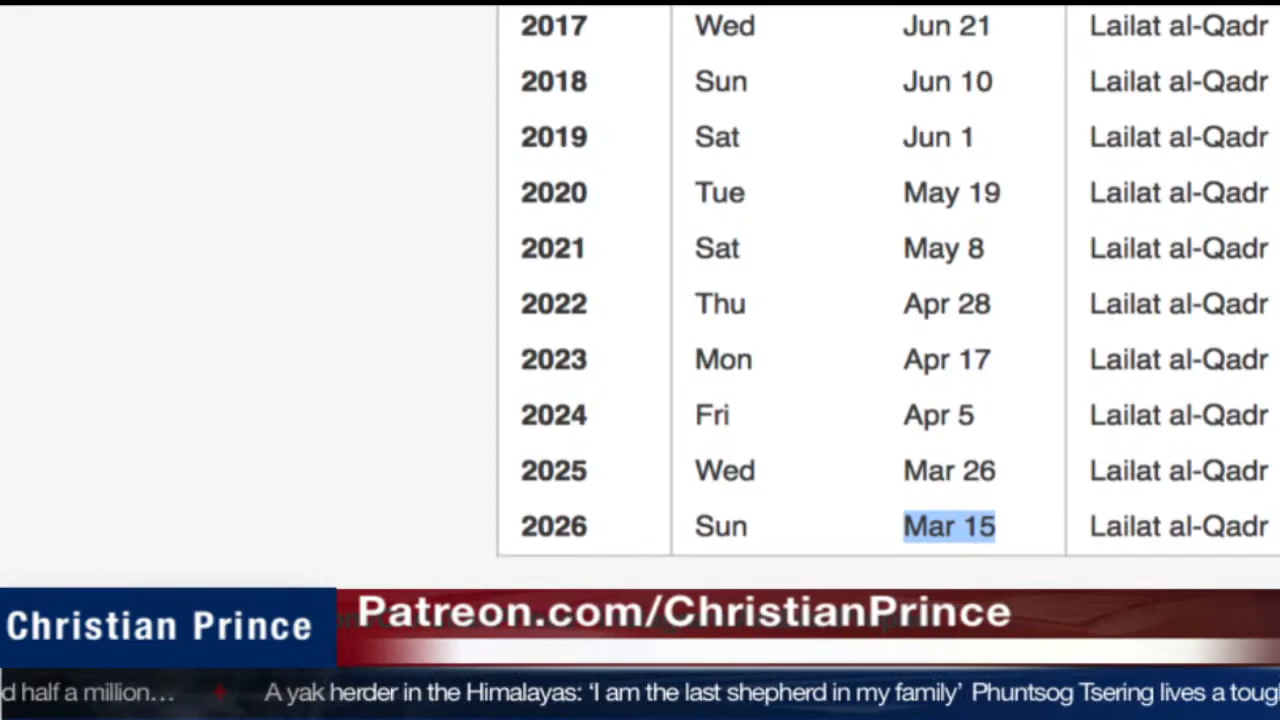 2017 Wed Jun 21 Lailat al-Qadr
2018 Sun Jun 10 Lailat al-Qadr
2019 Sat Jun 1 Lailat al-Qadr
2020 Tue May 19 Lailat al-Qadr
2021 Sat May 8 Lailat al-Qadr
2022 Thu Apr 28 Lailat al-Qadr
2023 Mon Apr 17 Lailat al-Qadr
2024 Fri Apr 5 Lailat al-Qadr
2025 Wed Mar 26 Lailat al-Qadr
2026 Sun Mar 15 Lailat al-Qadr
Patreon.com/ChristianPrince
Christian Prince
d half a million... A yak herder in the Himalayas: ‘I am the last shepherd in my family’ Phuntsog Tsering lives a toug